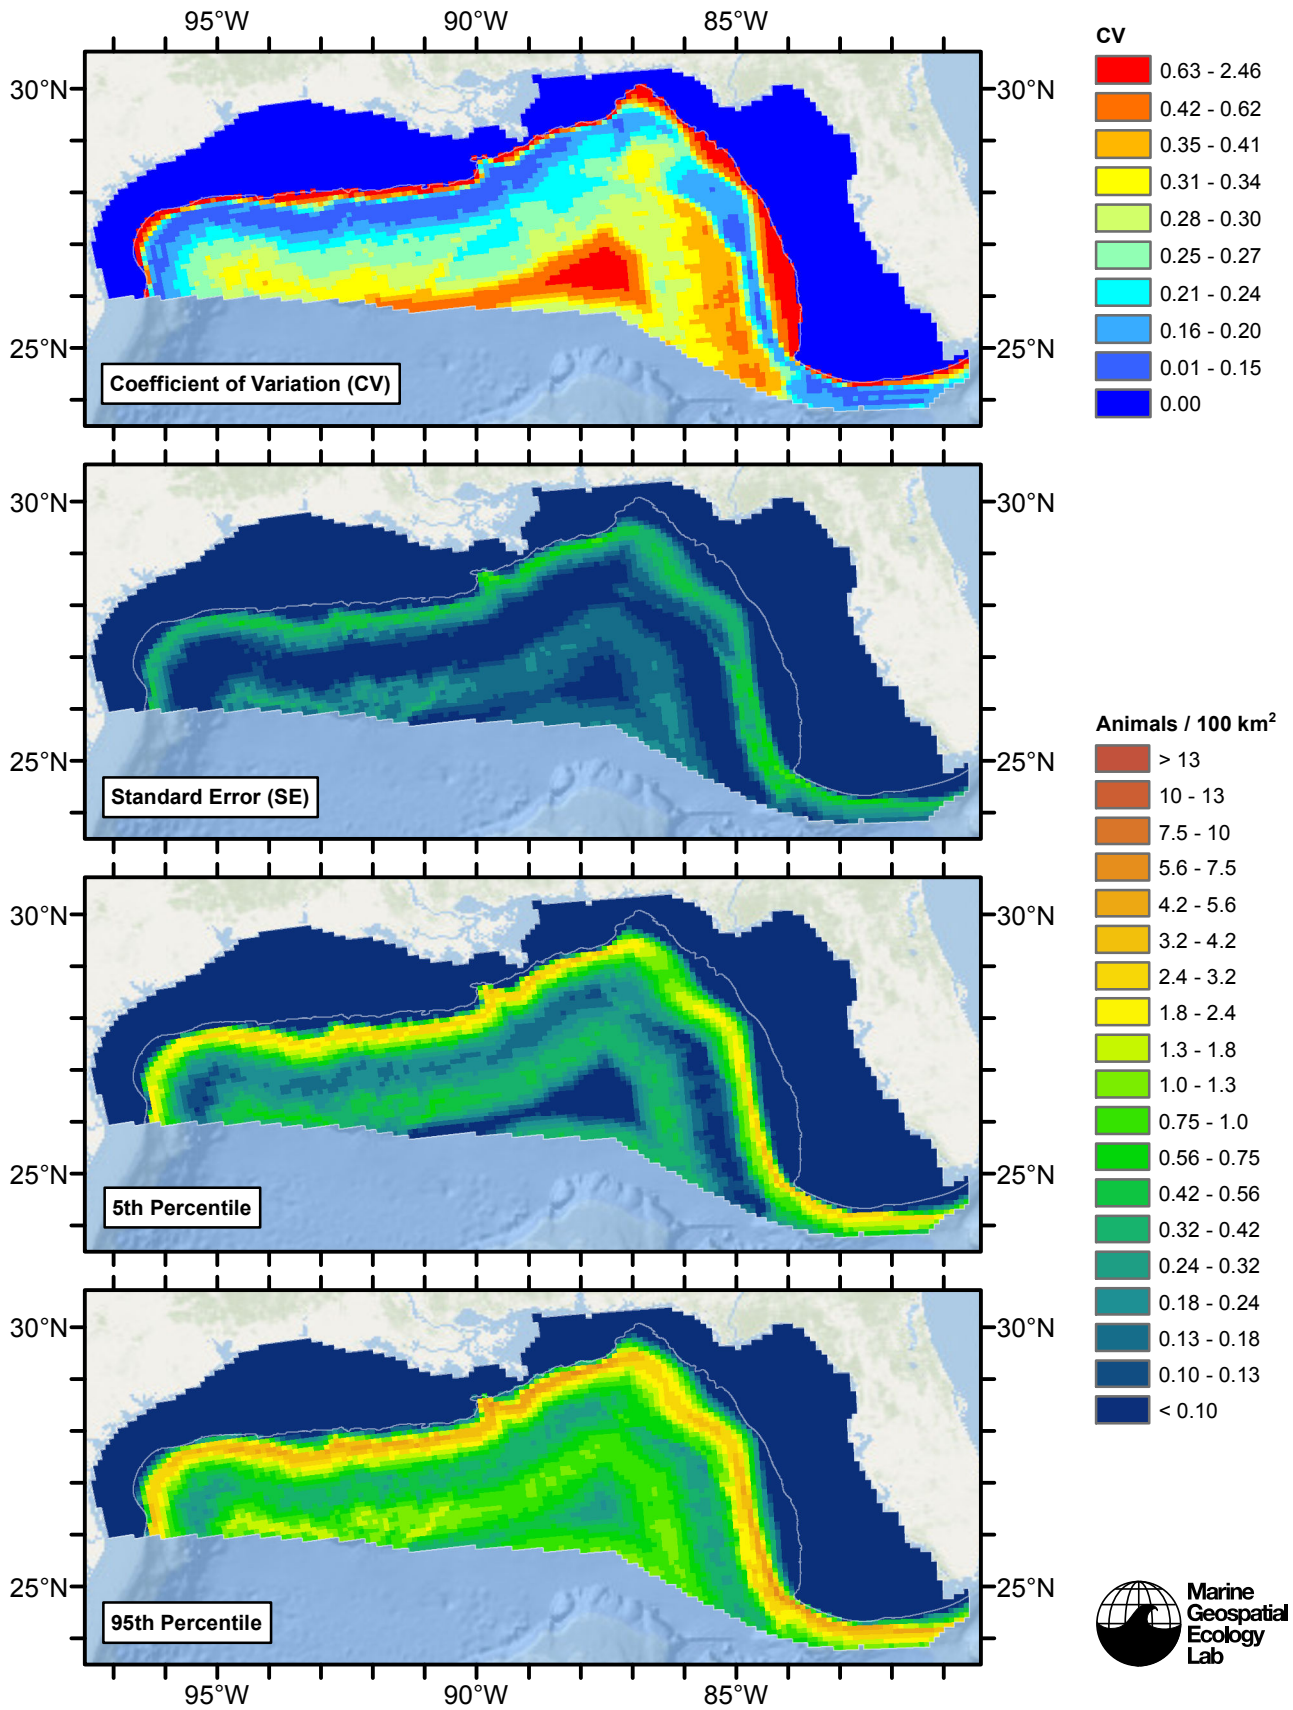 95°W 90°W 85°W
30°N 30°N
25°N 25°N
Coefficient of Variation (CV)
CV
0.63 - 2.46
0.42 - 0.62
0.35 - 0.41
0.31 - 0.34
0.28 - 0.30
0.25 - 0.27
0.21 - 0.24
0.16 - 0.20
0.01 - 0.15
0.00
30°N 30°N
25°N 25°N
Standard Error (SE)
Animals / 100 km²
> 13
10 - 13
7.5 - 10
5.6 - 7.5
4.2 - 5.6
3.2 - 4.2
2.4 - 3.2
1.8 - 2.4
1.3 - 1.8
1.0 - 1.3
0.75 - 1.0
0.56 - 0.75
0.42 - 0.56
0.32 - 0.42
0.24 - 0.32
0.18 - 0.24
0.13 - 0.18
0.10 - 0.13
< 0.10
30°N 30°N
25°N 25°N
5th Percentile
30°N 30°N
25°N 25°N
95th Percentile
95°W 90°W 85°W
Marine
Geospatial
Ecology
Lab